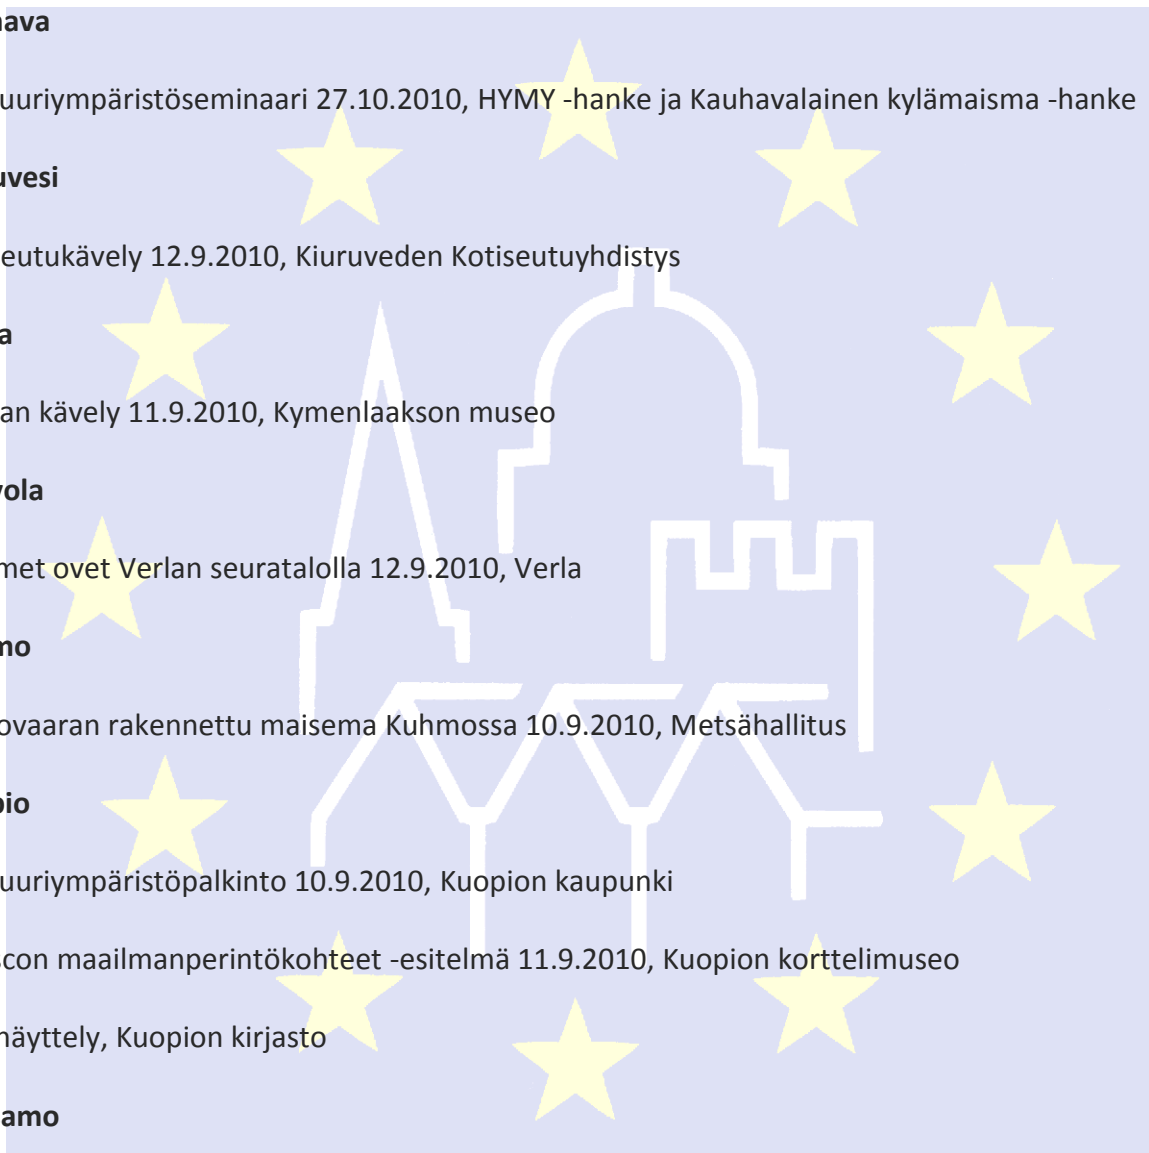 nava
uuriympäristöseminaari 27.10.2010, HYMY -hanke ja Kauhavalainen kylämaisma -hanke
uvesi
eutukävely 12.9.2010, Kiuruveden Kotiseutuyhdistys
a
an kävely 11.9.2010, Kymenlaakson museo
vola
met ovet Verlan seuratalolla 12.9.2010, Verla
mo
ovaaran rakennettu maisema Kuhmossa 10.9.2010, Metsähallitus
pio
uuriympäristöpalkinto 10.9.2010, Kuopion kaupunki
scon maailmanperintökohteet -esitelmä 11.9.2010, Kuopion korttelimuseo
näyttely, Kuopion kirjasto
amo